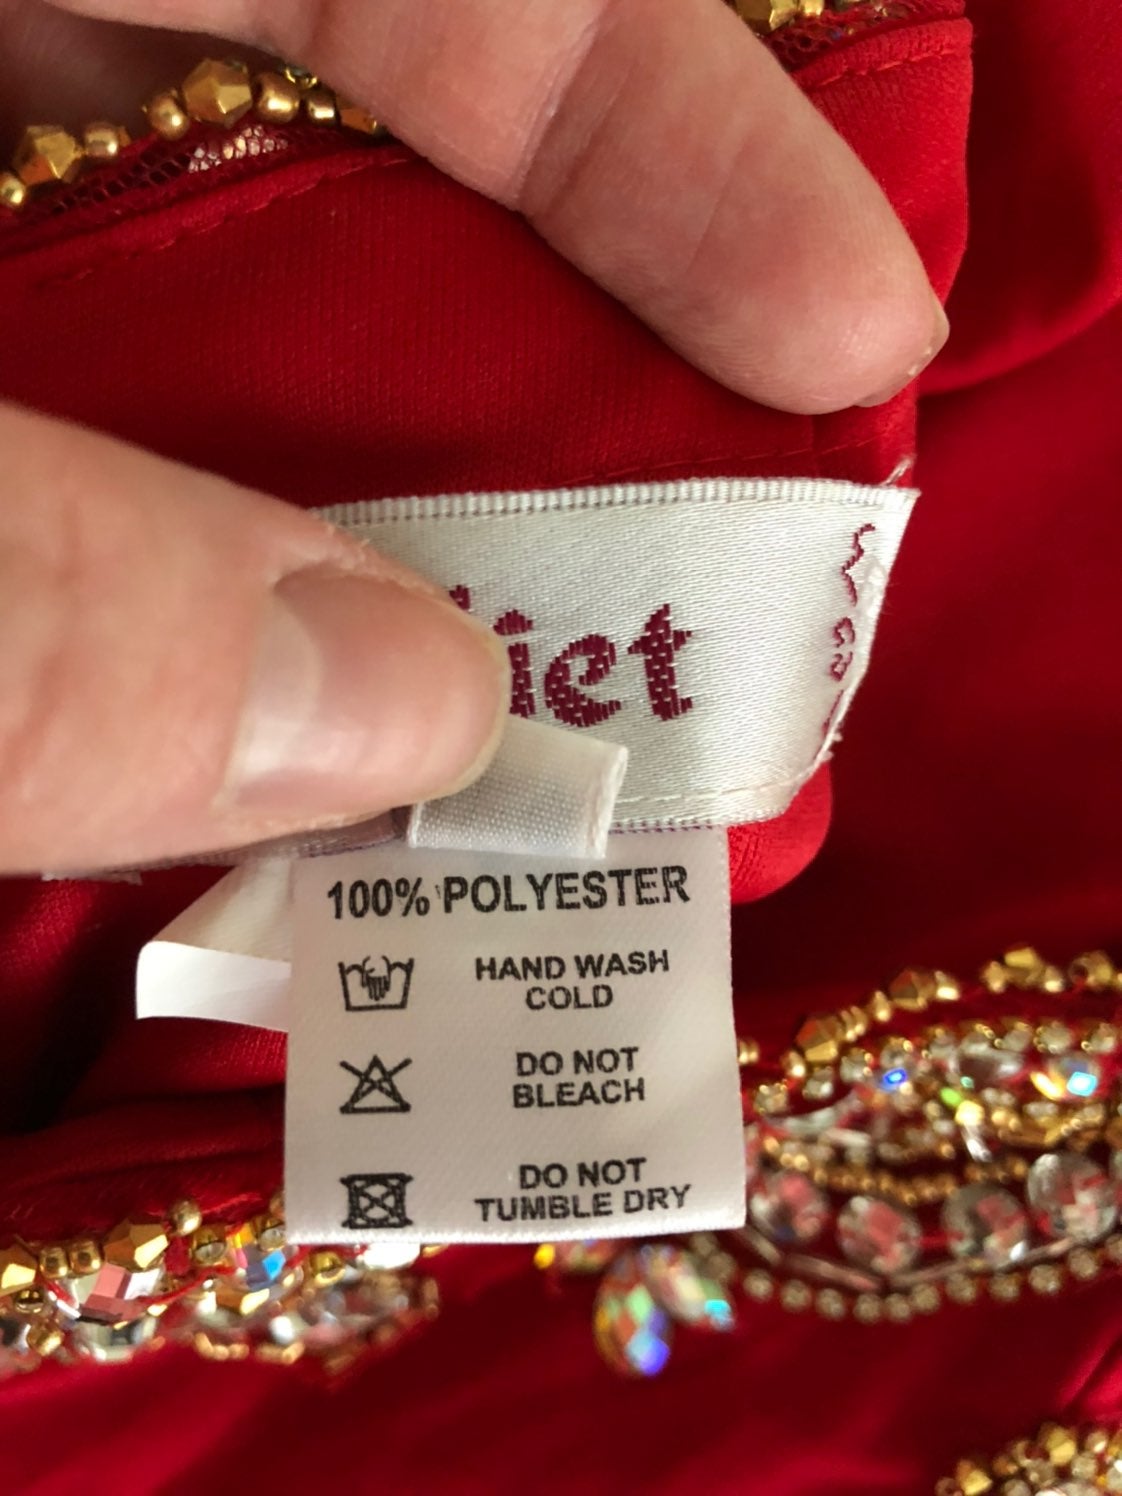 iet
100% POLYESTER
HAND WASH
COLD
DO NOT
BLEACH
DO NOT
TUMBLE DRY